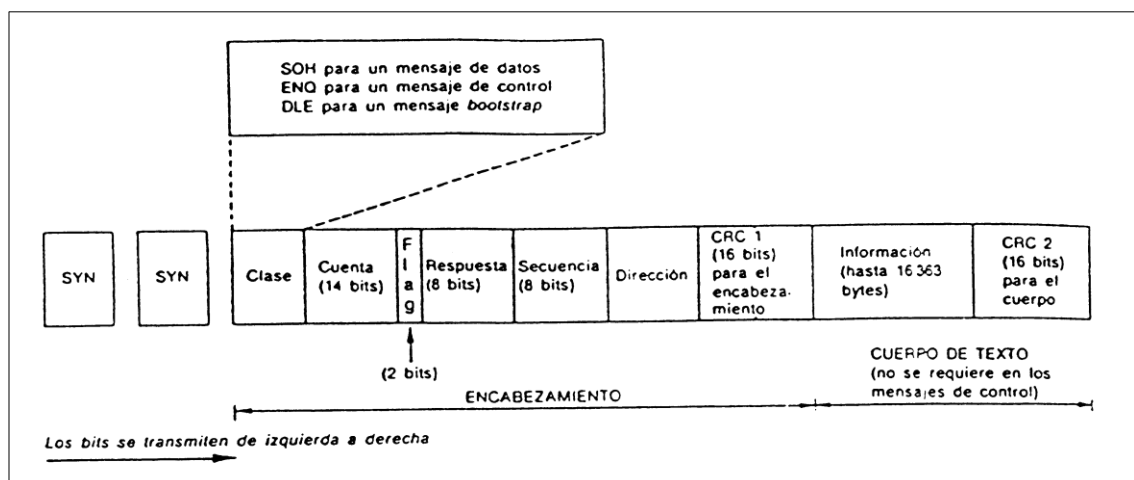 SOH para un mensaje de datos
ENQ para un mensaje de control
DLE para un mensaje bootstrap
SYN
SYN
Clase
Cuenta
(14 bits)
Flag
Respuesta
(8 bits)
Secuencia
(8 bits)
Dirección
CRC 1
(16 bits)
para el
encabeza-
miento
Información
(hasta 16 363
bytes)
CRC 2
(16 bits)
para el
cuerpo
(2 bits)
ENCABEZAMIENTO
CUERPO DE TEXTO
(no se requiere en los
mensajes de control)
Los bits se transmiten de izquierda a derecha